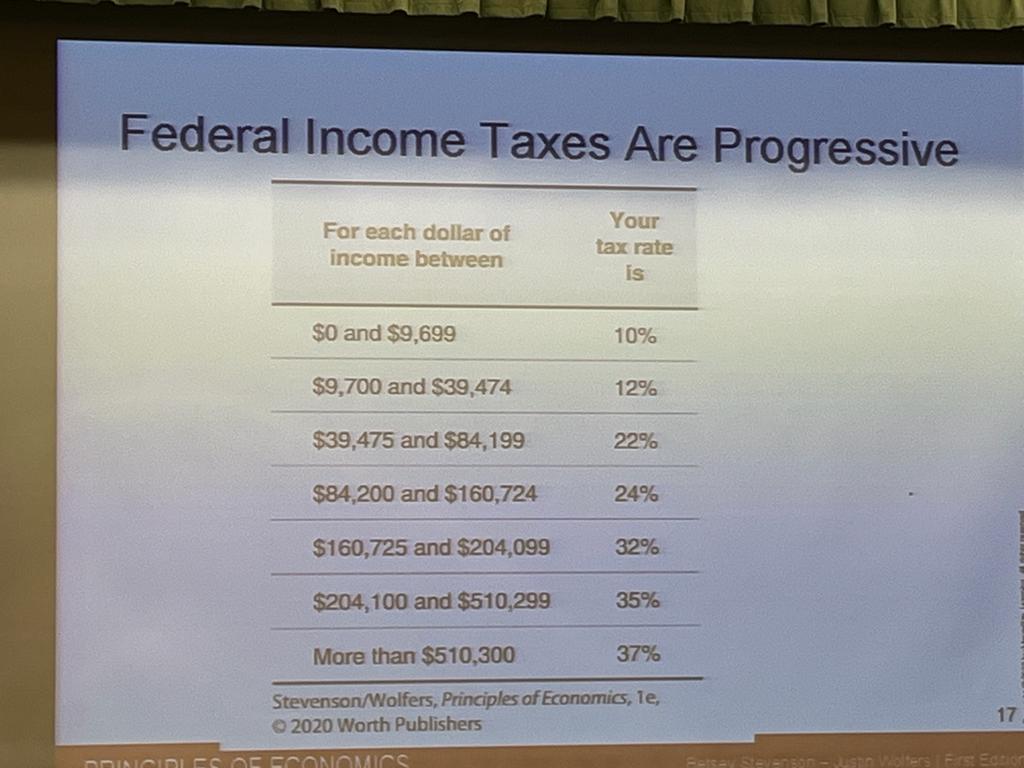 Federal Income Taxes Are Progressive
For each dollar of
income between
Your
tax rate
is
$0 and $9,699 10%
$9,700 and $39,474 12%
$39,475 and $84,199 22%
$84,200 and $160,724 24%
$160,725 and $204,099 32%
$204,100 and $510,299 35%
More than $510,300 37%
Stevenson/Wolfers, Principles of Economics, 1e,
© 2020 Worth Publishers
17
PRINCIPLES OF ECONOMICS
Betsey Stevenson – Justin Wolfers | First Edition